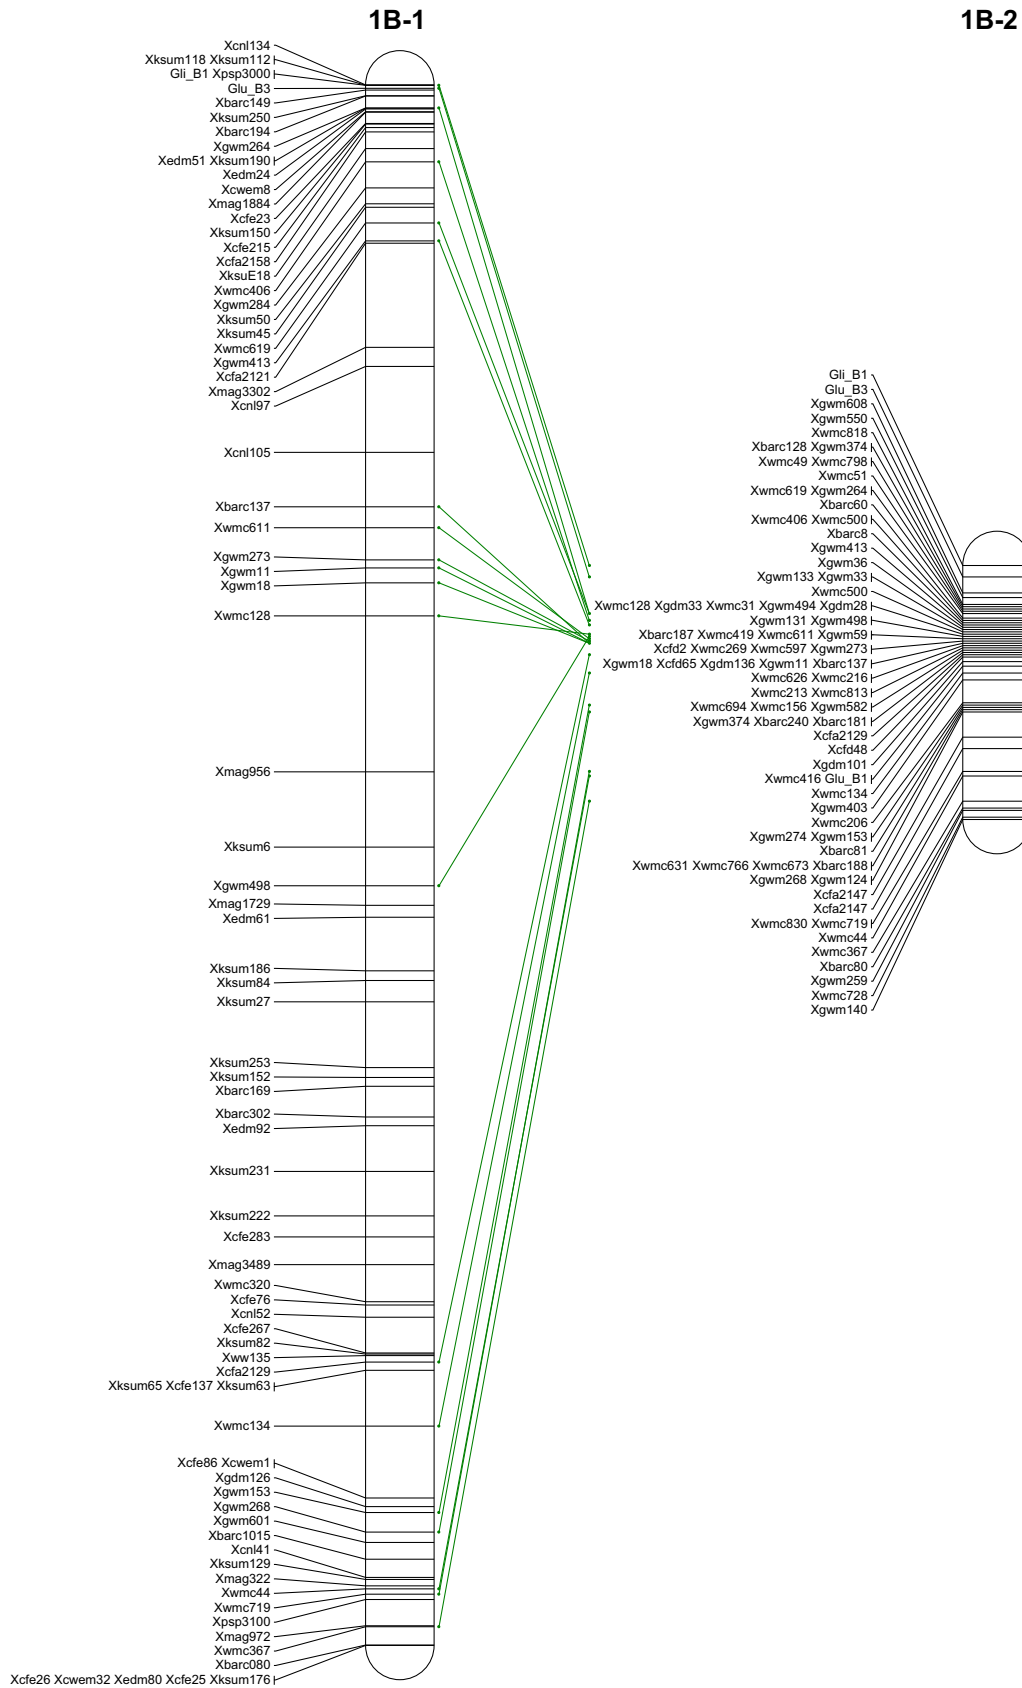 1B-1
Xcnl134
Xksum118 Xksum112
Gli_B1 Xpsp3000
Glu_B3
Xbarc149
Xksum250
Xbarc194
Xgwm264
Xedm51 Xksum190
Xedm24
Xcwem8
Xmag1884
Xcfe23
Xksum150
Xcfe215
Xcfa2158
XksuE18
Xwmc406
Xgwm284
Xksum50
Xksum45
Xwmc619
Xgwm413
Xcfa2121
Xmag3302
Xcnl97
Xcnl105
Xbarc137
Xwmc611
Xgwm273
Xgwm11
Xgwm18
Xwmc128
Xmag956
Xksum6
Xgwm498
Xmag1729
Xedm61
Xksum186
Xksum84
Xksum27
Xksum253
Xksum152
Xbarc169
Xbarc302
Xedm92
Xksum231
Xksum222
Xcfe283
Xmag3489
Xwmc320
Xcfe76
Xcnl52
Xcfe267
Xksum82
Xww135
Xcfa2129
Xksum65 Xcfe137 Xksum63
Xwmc134
Xcfe86 Xcwem1
Xgdm126
Xgwm153
Xgwm268
Xgwm601
Xbarc1015
Xcnl41
Xksum129
Xmag322
Xwmc44
Xwmc719
Xpsp3100
Xmag972
Xwmc367
Xbarc080
Xcfe26 Xcwem32 Xedm80 Xcfe25 Xksum176
1B-2
Gli_B1
Glu_B3
Xgwm608
Xgwm550
Xwmc818
Xbarc128 Xgwm374
Xwmc49 Xwmc798
Xwmc51
Xwmc619 Xgwm264
Xbarc60
Xwmc406 Xwmc500
Xbarc8
Xgwm413
Xgwm36
Xgwm133 Xgwm33
Xwmc500
Xwmc128 Xgdm33 Xwmc31 Xgwm494 Xgdm28
Xgwm131 Xgwm498
Xbarc187 Xwmc419 Xwmc611 Xgwm59
Xcfd2 Xwmc269 Xwmc597 Xgwm273
Xgwm18 Xcfd65 Xgdm136 Xgwm11 Xbarc137
Xwmc626 Xwmc216
Xwmc213 Xwmc813
Xwmc694 Xwmc156 Xgwm582
Xgwm374 Xbarc240 Xbarc181
Xcfa2129
Xcfd48
Xgdm101
Xwmc416 Glu_B1
Xwmc134
Xgwm403
Xwmc206
Xgwm274 Xgwm153
Xbarc81
Xwmc631 Xwmc766 Xwmc673 Xbarc188
Xgwm268 Xgwm124
Xcfa2147
Xcfa2147
Xwmc830 Xwmc719
Xwmc44
Xwmc367
Xbarc80
Xgwm259
Xwmc728
Xgwm140